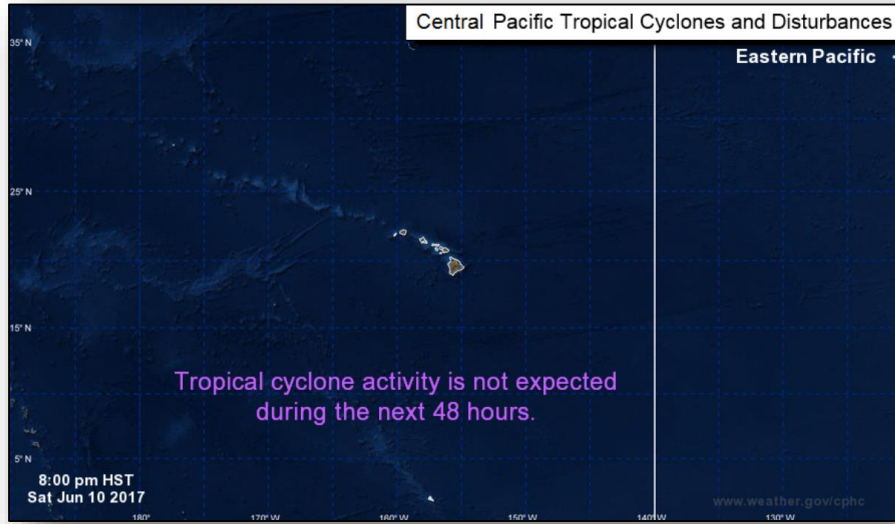 Central Pacific Tropical Cyclones and Disturbances
Eastern Pacific
35° N
25° N
15° N
Tropical cyclone activity is not expected
during the next 48 hours.
5° N
8:00 pm HST
Sat Jun 10 2017
www.weather.gov/cphc
180° 170° W 160° W 150° W 140° W 130° W